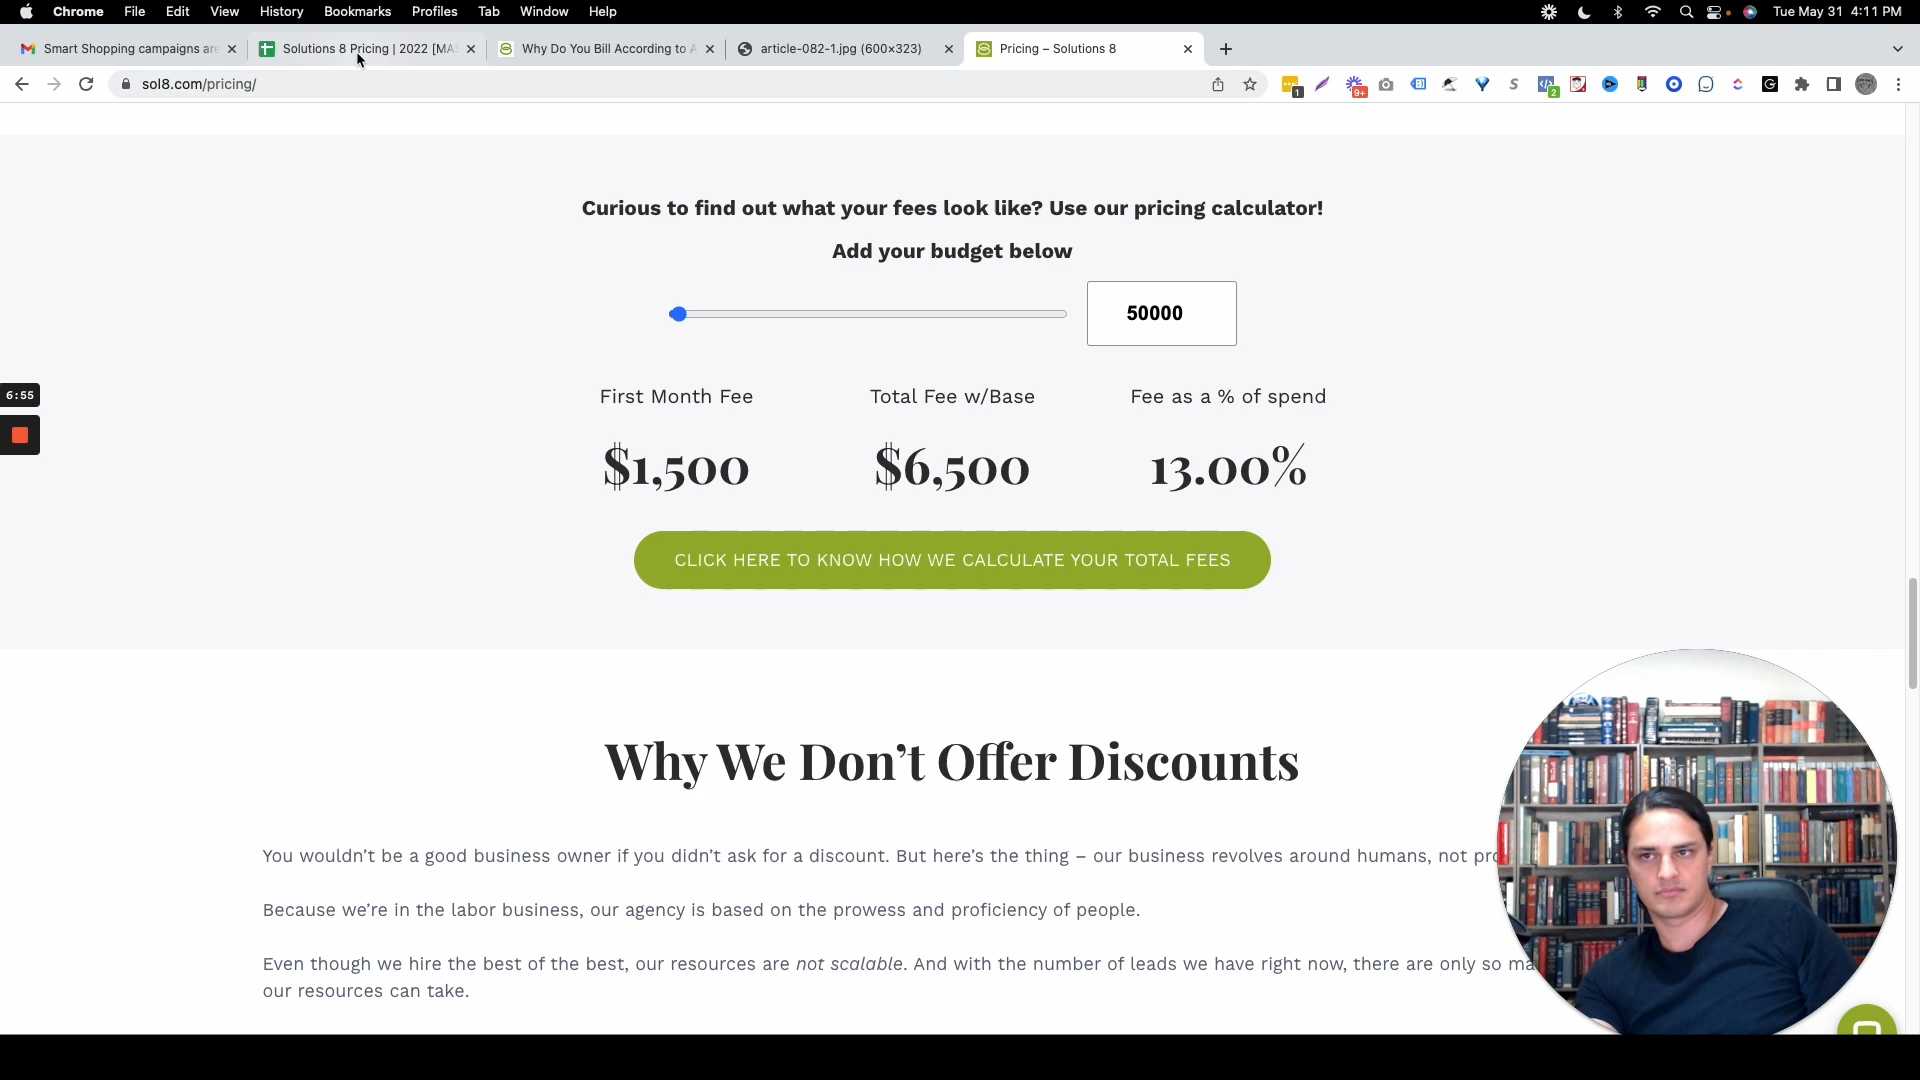 Chrome File Edit View History Bookmarks Profiles Tab Window Help Tue May 31 4:11 PM
Smart Shopping campaigns are Solutions 8 Pricing | 2022 [MAS Why Do You Bill According to A article-082-1.jpg (600×323) Pricing – Solutions 8
sol8.com/pricing/ 1 9+ 2
Curious to find out what your fees look like? Use our pricing calculator!
Add your budget below
50000
6:55
First Month Fee Total Fee w/Base Fee as a % of spend
$1,500 $6,500 13.00%
CLICK HERE TO KNOW HOW WE CALCULATE YOUR TOTAL FEES
Why We Don’t Offer Discounts
You wouldn’t be a good business owner if you didn’t ask for a discount. But here’s the thing – our business revolves around humans, not
Because we’re in the labor business, our agency is based on the prowess and proficiency of people.
Even though we hire the best of the best, our resources are not scalable. And with the number of leads we have right now, there are only so
our resources can take.